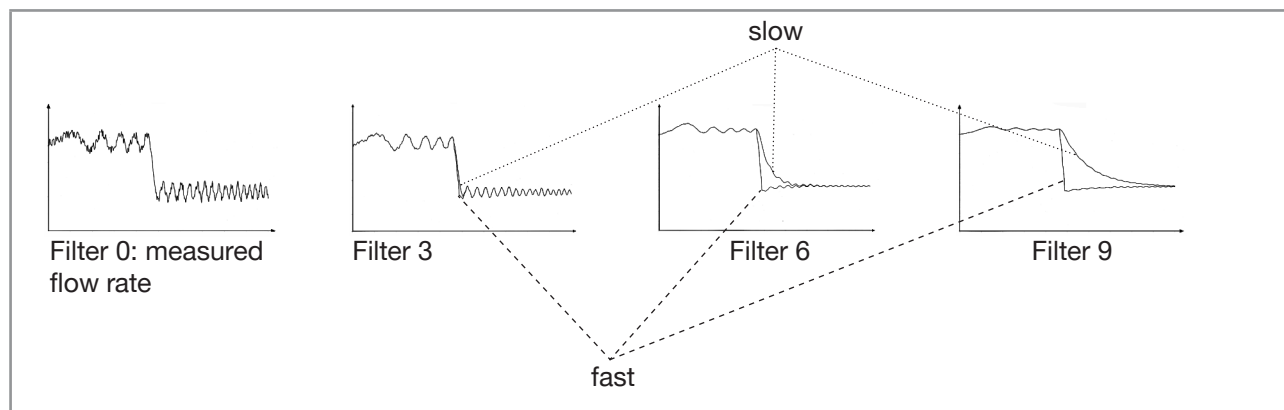 slow
Filter 0: measured
flow rate
Filter 3
Filter 6
Filter 9
fast